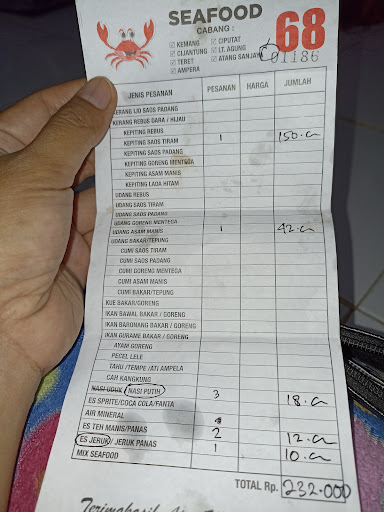 SEAFOOD 68
CABANG :
KEMANG CIPUTAT
CIJANTUNG LT. AGUNG
TEBET ATANG SANJAYA
AMPERA
01186
JENIS PESANAN PESANAN HARGA JUMLAH
KERANG IJO SAOS PADANG
KERANG REBUS DARA / HIJAU
KEPITING REBUS
KEPITING SAOS TIRAM 1 150.
KEPITING SAOS PADANG
KEPITING GORENG MENTEGA
KEPITING ASAM MANIS
KEPITING LADA HITAM
UDANG REBUS
UDANG SAOS TIRAM
UDANG SAOS PADANG
UDANG GORENG MENTEGA
UDANG ASAM MANIS 1 42.
UDANG BAKAR/TEPUNG
CUMI SAOS TIRAM
CUMI SAOS PADANG
CUMI GORENG MENTEGA
CUMI ASAM MANIS
CUMI BAKAR/TEPUNG
KUE BAKAR/GORENG
IKAN BAWAL BAKAR / GORENG
IKAN BARONANG BAKAR / GORENG
IKAN GURAME BAKAR / GORENG
AYAM GORENG
PECEL LELE
TAHU /TEMPE /ATI AMPELA
CAH KANGKUNG
NASI UDUK / NASI PUTIH 3 18.
ES SPRITE/COCA COLA/FANTA
AIR MINERAL
ES TEH MANIS/PANAS 2 12.
ES JERUK / JERUK PANAS 1 10.
MIX SEAFOOD
TOTAL Rp. 232.000
Terimakasih